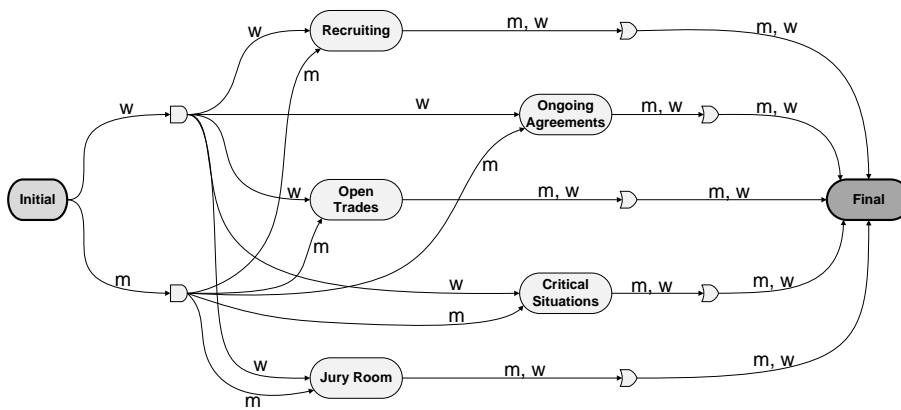 Recruiting
m, w
m, w
w
m
w
w
Ongoing
Agreements
m, w
m, w
m
Initial
w
Open
Trades
m, w
m, w
Final
m
m
w
Critical
Situations
m, w
m, w
m
w
Jury Room
m, w
m, w
m